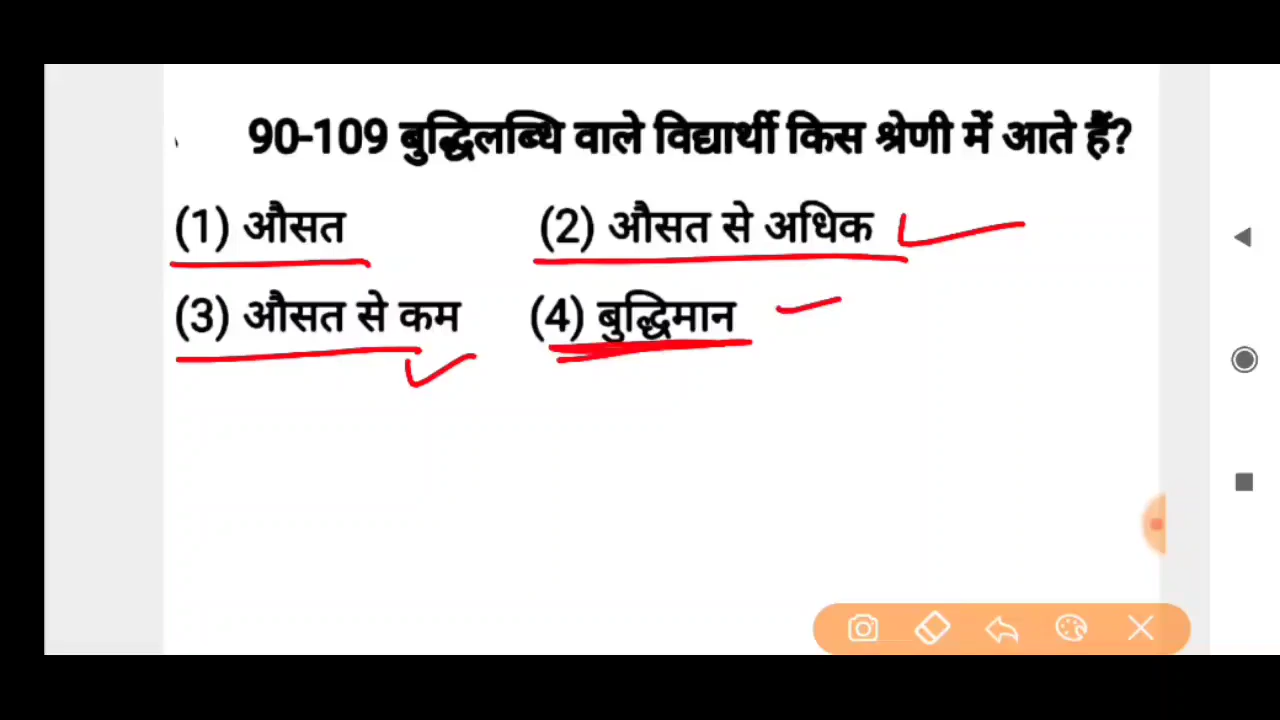 90-109 बुद्धिलब्धि वाले विद्यार्थी किस श्रेणी में आते हैं?
(1) औसत (2) औसत से अधिक
(3) औसत से कम (4) बुद्धिमान